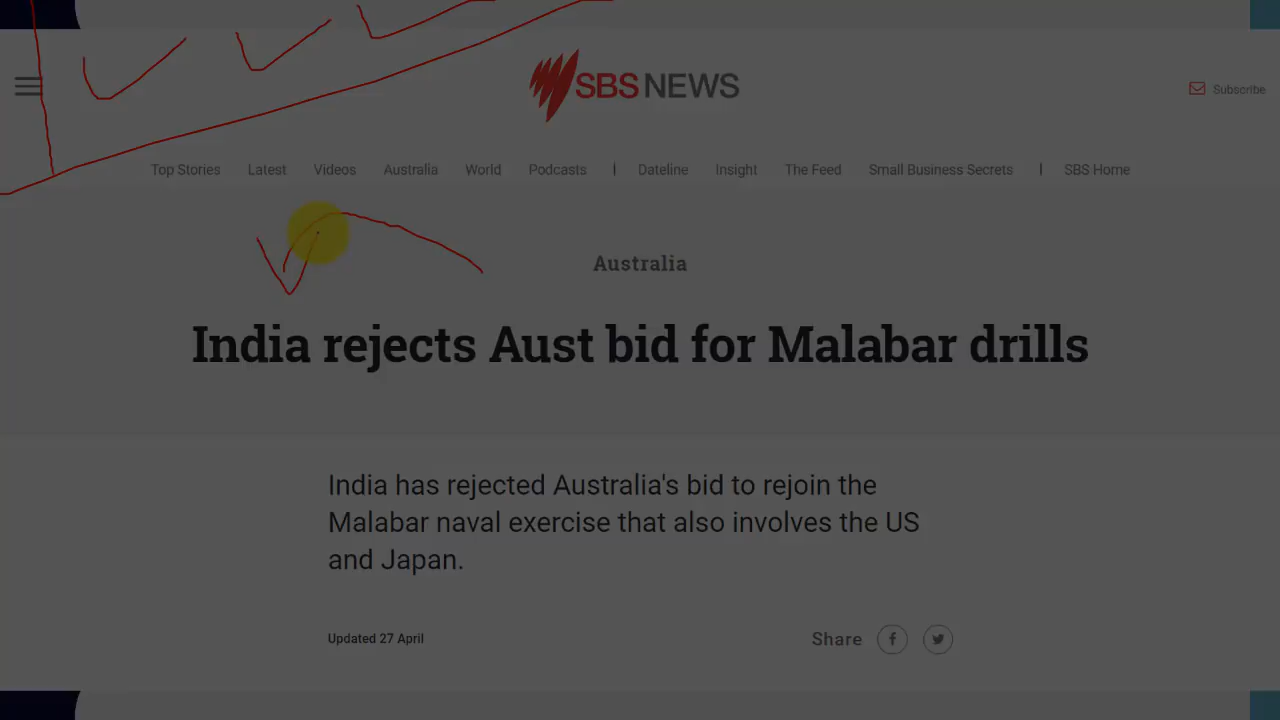 SBS NEWS
Subscribe
Top Stories Latest Videos Australia World Podcasts | Dateline Insight The Feed Small Business Secrets | SBS Home
Australia
India rejects Aust bid for Malabar drills
India has rejected Australia's bid to rejoin the
Malabar naval exercise that also involves the US
and Japan.
Updated 27 April
Share